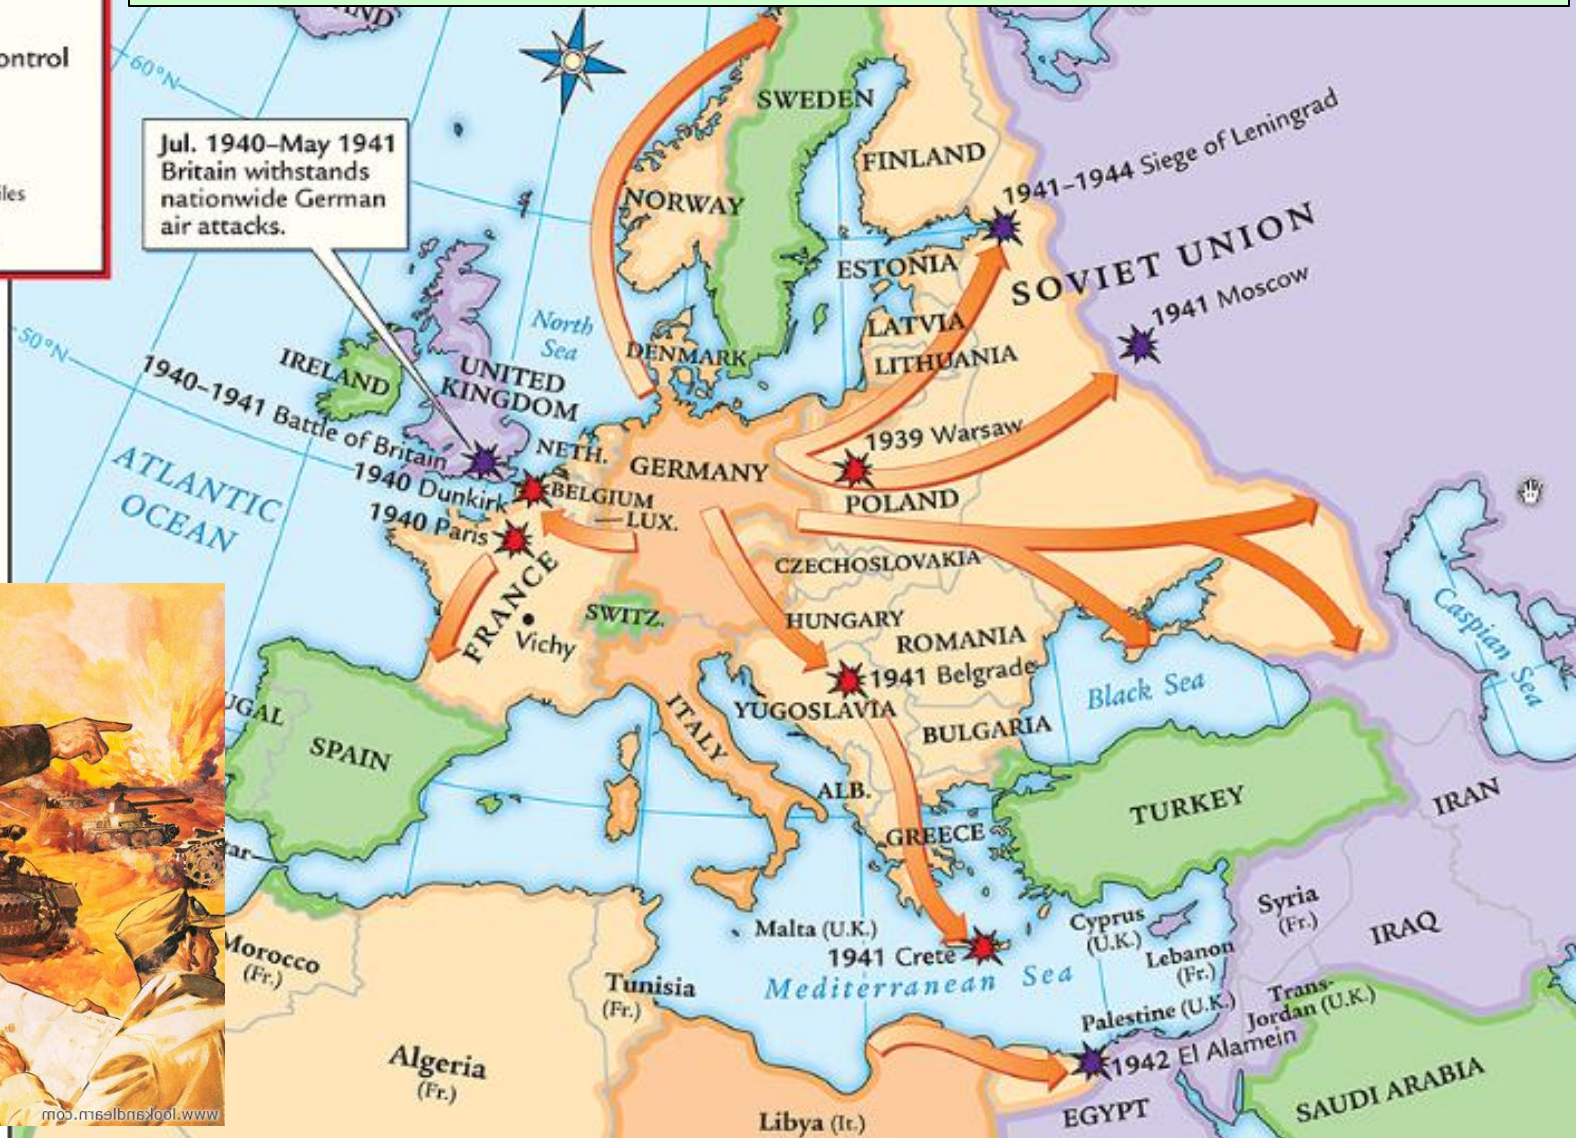 ontrol
iles
60°N
50°N
Jul. 1940–May 1941
Britain withstands
nationwide German
air attacks.
SWEDEN
FINLAND
NORWAY
1941–1944 Siege of Leningrad
ESTONIA
SOVIET UNION
1941 Moscow
LATVIA
LITHUANIA
North
Sea
DENMARK
IRELAND
UNITED
KINGDOM
1940–1941 Battle of Britain
NETH.
GERMANY
1939 Warsaw
POLAND
ATLANTIC
OCEAN
1940 Dunkirk
BELGIUM
LUX.
1940 Paris
FRANCE
Vichy
SWITZ.
CZECHOSLOVAKIA
HUNGARY
ROMANIA
1941 Belgrade
YUGOSLAVIA
BULGARIA
Black Sea
Caspian Sea
UGAL
SPAIN
ITALY
ALB.
GREECE
TURKEY
IRAN
Syria
(Fr.)
IRAQ
Cyprus
(U.K.)
Lebanon
(Fr.)
Malta (U.K.)
1941 Crete
Mediterranean Sea
Palestine (U.K.)
Trans-
Jordan (U.K.)
tar
Morocco
(Fr.)
Tunisia
(Fr.)
Algeria
(Fr.)
Libya (It.)
1942 El Alamein
EGYPT
SAUDI ARABIA
www.lookandlearn.com